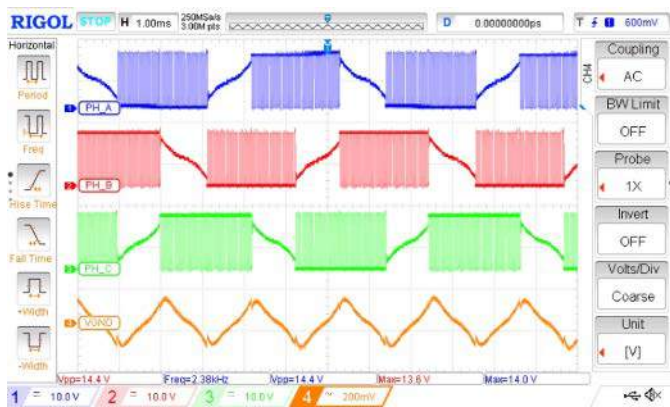 RIGOL STOP H 1.00ms 250MSa/s 3.00M pts D 0.00000000ps T 1 600mV
Horizontal
Period
Freq
Rise Time
Fall Time
+Width
-Width
PH_A
PH_B
PH_C
VGND
CH4
Coupling
AC
BW Limit
OFF
Probe
1X
Invert
OFF
Volts/Div
Coarse
Unit
[V]
Vpp=14.4 V Freq=2.38kHz Vpp=14.4 V Max=13.6 V Max=14.0 V
1 = 10.0 V 2 = 10.0 V 3 = 10.0 V 4 ~ 200mV